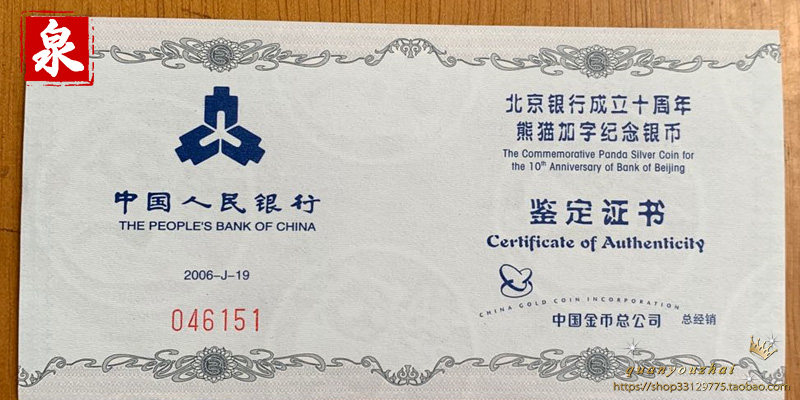 泉
中国人民银行
THE PEOPLE'S BANK OF CHINA
2006-J-19
046151
北京银行成立十周年
熊猫加字纪念银币
The Commemorative Panda Silver Coin for
the 10th Anniversary of Bank of Beijing
鉴定证书
Certificate of Authenticity
CHINA GOLD COIN INCORPORATION
中国金币总公司 总经销
quanyouzhai
https://shop33129775.taobao.com